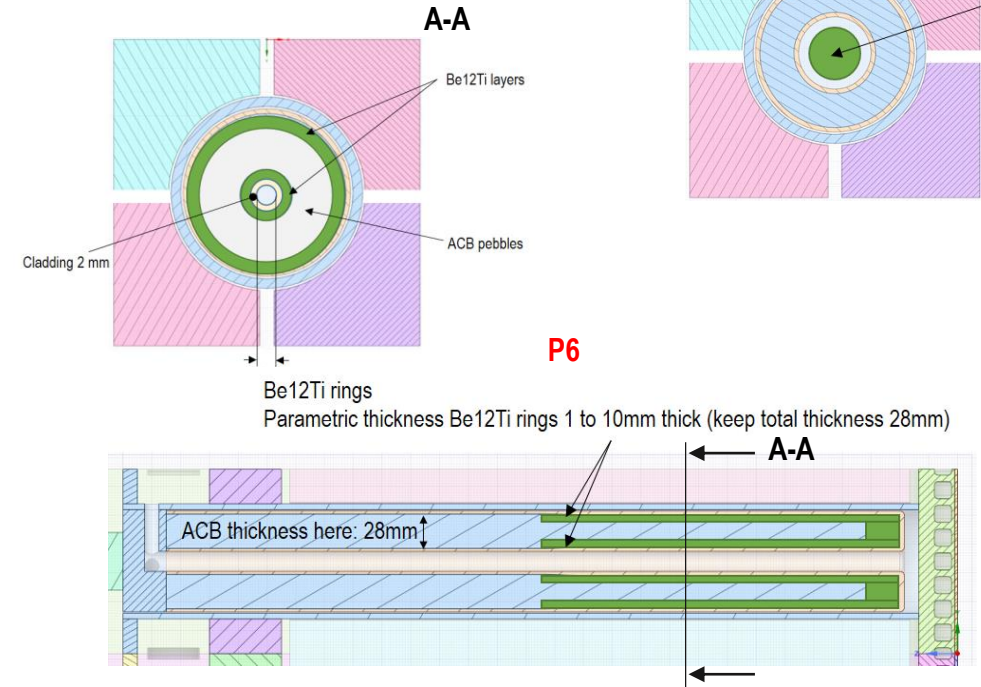 A-A
Be12Ti layers
ACB pebbles
Cladding 2 mm
P6
Be12Ti rings
Parametric thickness Be12Ti rings 1 to 10mm thick (keep total thickness 28mm)
A-A
ACB thickness here: 28mm